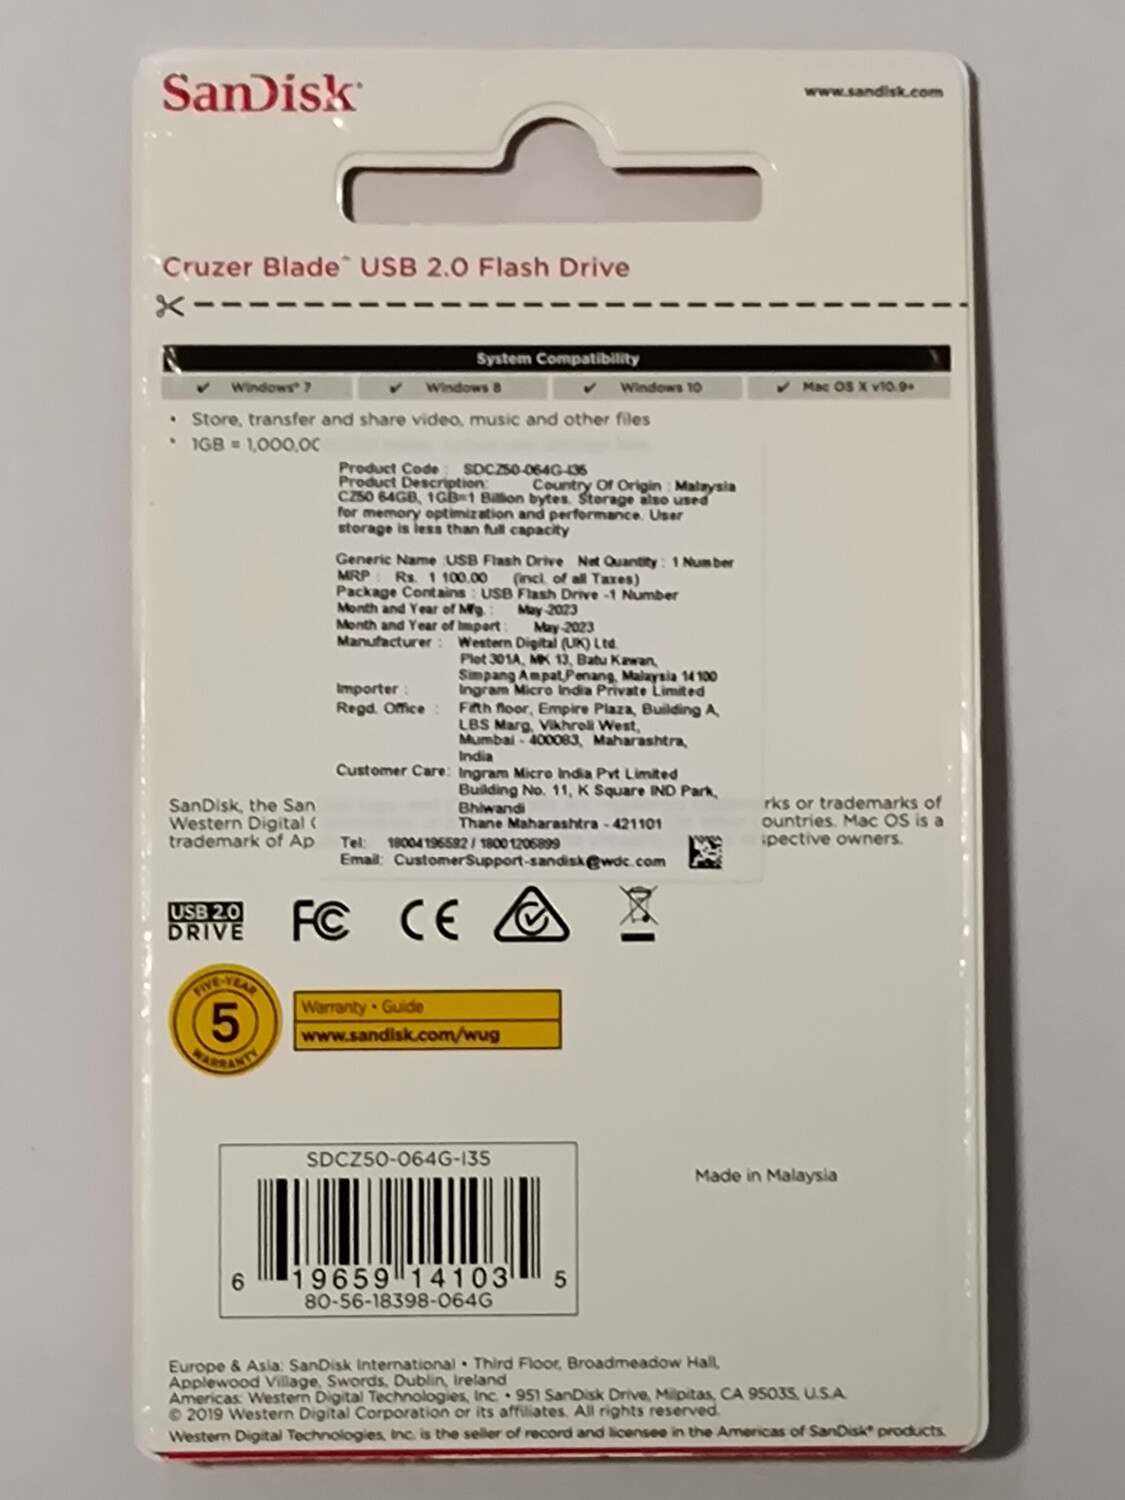 SanDisk
www.sandisk.com
Cruzer Blade™ USB 2.0 Flash Drive
System Compatibility
✓ Windows® 7 ✓ Windows 8 ✓ Windows 10 ✓ Mac OS X v10.9+
• Store, transfer and share video, music and other files
* 1GB = 1,000,00
Product Code : SDCZ50-064G-I35
Product Description: Country Of Origin : Malaysia
CZ50 64GB, 1GB=1 Billion bytes. Storage also used
for memory optimization and performance. User
storage is less than full capacity
Generic Name :USB Flash Drive Net Quantity : 1 Number
MRP : Rs. 1 100.00 (incl. of all Taxes)
Package Contains : USB Flash Drive -1 Number
Month and Year of Mfg. : May-2023
Month and Year of Import : May-2023
Manufacturer : Western Digital (UK) Ltd.
Plot 301A, MK 13, Batu Kawan,
Simpang Ampat,Penang, Malaysia 14100
Importer : Ingram Micro India Private Limited
Regd. Office : Fifth floor, Empire Plaza, Building A,
LBS Marg, Vikhroli West,
Mumbai - 400083, Maharashtra,
India
Customer Care: Ingram Micro India Pvt Limited
Building No. 11, K Square IND Park,
Bhiwandi
Thane Maharashtra - 421101
Tel: 18004196592 / 18001206899
Email: CustomerSupport-sandisk@wdc.com
SanDisk, the San rks or trademarks of
Western Digital ountries. Mac OS is a
trademark of Ap spective owners.
USB 2.0
DRIVE
FC CE
FIVE-YEAR
5
WARRANTY
Warranty • Guide
www.sandisk.com/wug
SDCZ50-064G-I35
6 19659 14103 5
80-56-18398-064G
Made in Malaysia
Europe & Asia: SanDisk International • Third Floor, Broadmeadow Hall,
Applewood Village, Swords, Dublin, Ireland
Americas: Western Digital Technologies, Inc. • 951 SanDisk Drive, Milpitas, CA 95035, U.S.A.
© 2019 Western Digital Corporation or its affiliates. All rights reserved.
Western Digital Technologies, Inc. is the seller of record and licensee in the Americas of SanDisk® products.